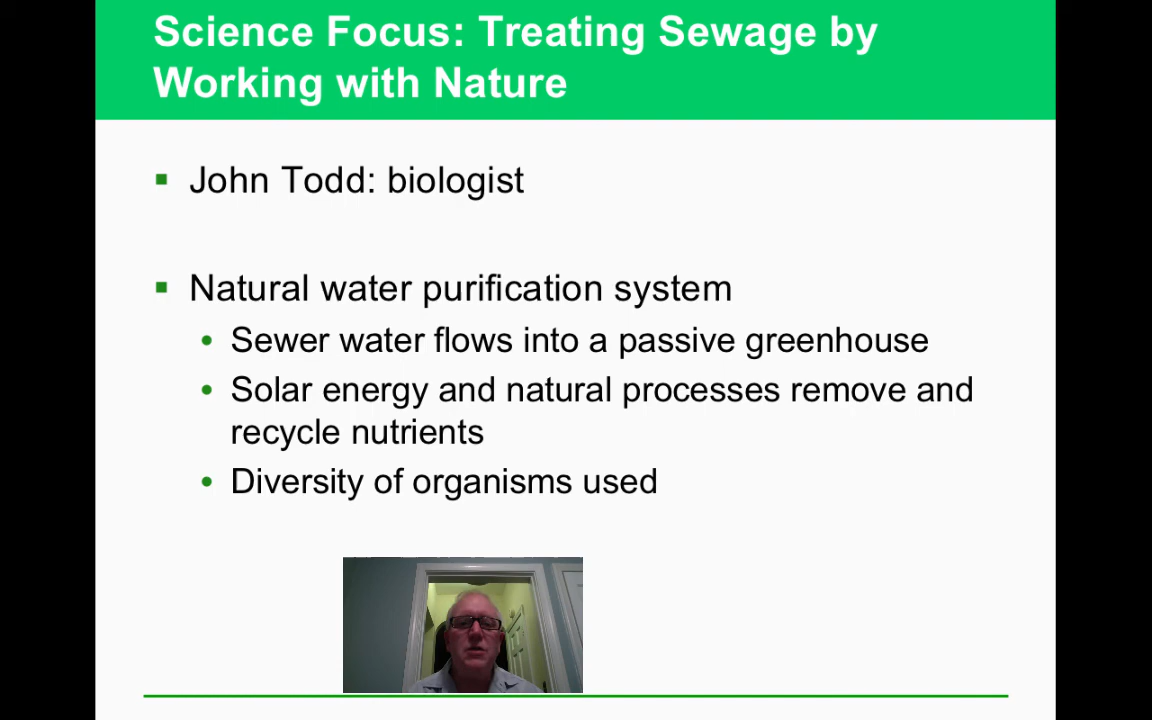 Science Focus: Treating Sewage by
Working with Nature
John Todd: biologist
Natural water purification system
Sewer water flows into a passive greenhouse
Solar energy and natural processes remove and
recycle nutrients
Diversity of organisms used